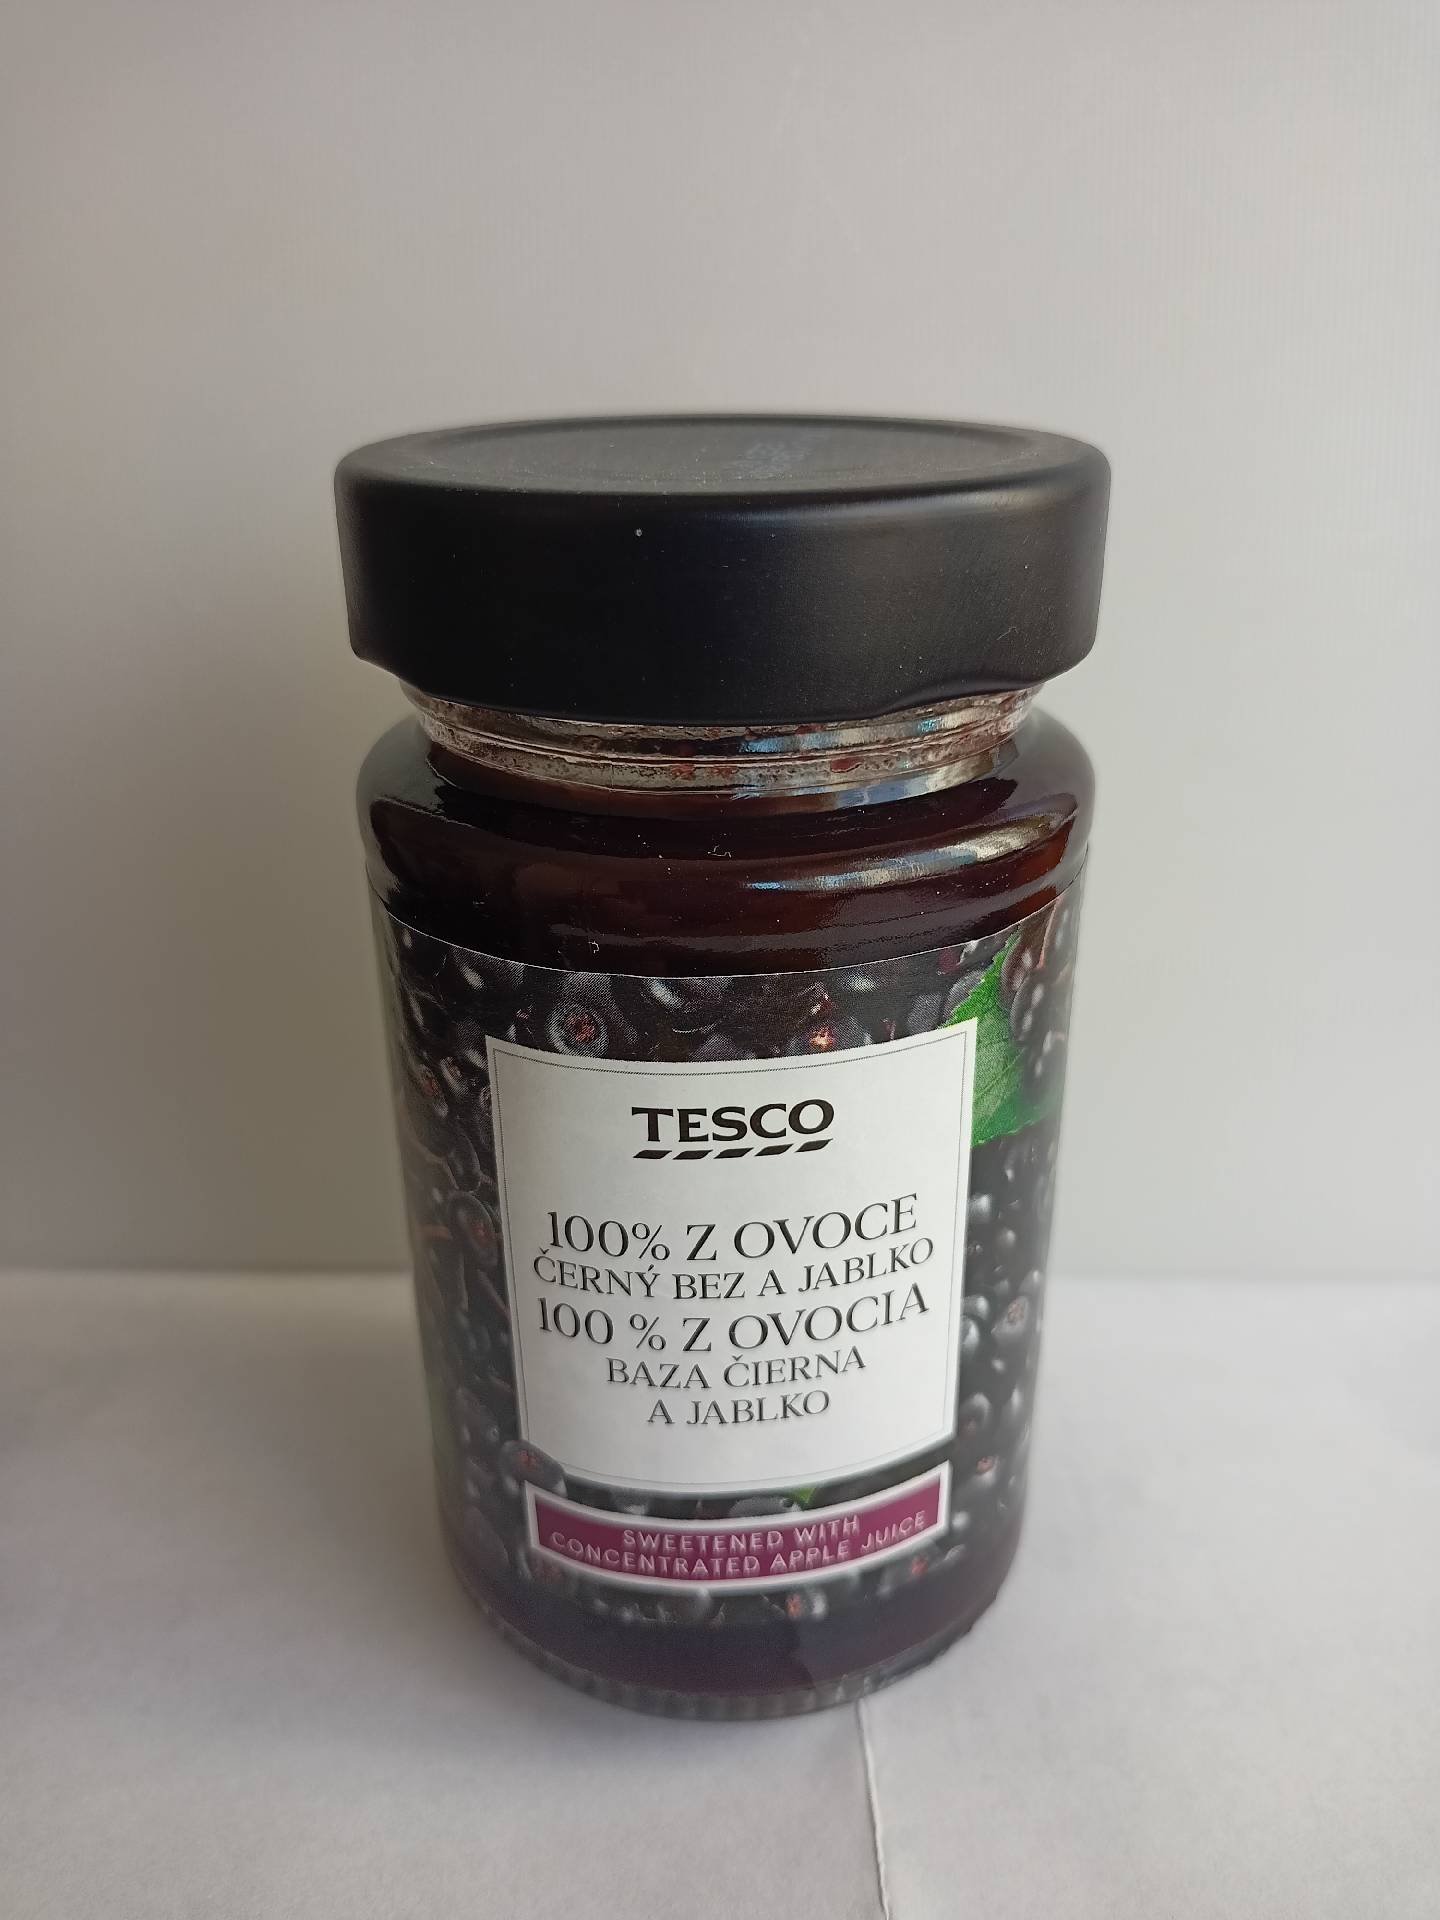 TESCO
100% Z OVOCE
ČERNÝ BEZ A JABLKO
100 % Z OVOCIA
BAZA ČIERNA
A JABLKO
SWEETENED WITH
CONCENTRATED APPLE JUICE